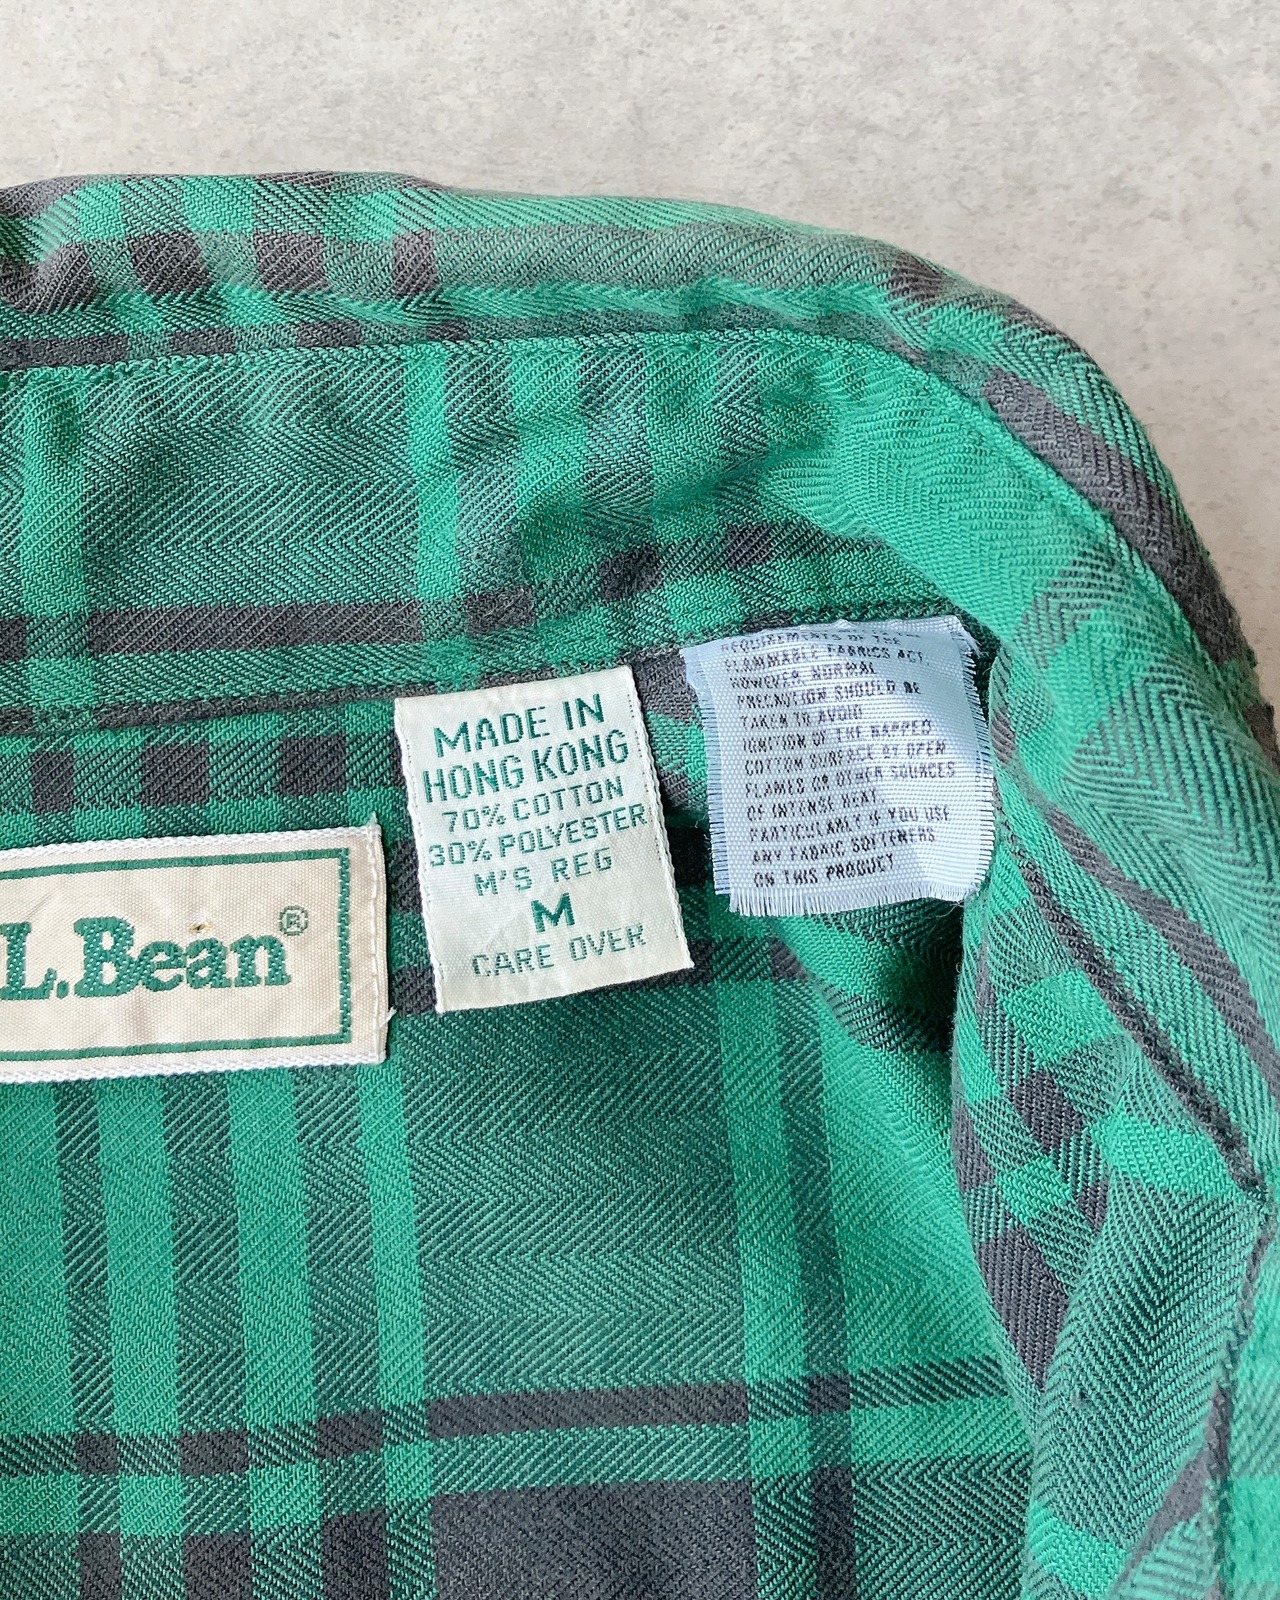 L.Bean®
MADE IN
HONG KONG
70% COTTON
30% POLYESTER
M'S REG
M
CARE OVER
REQUIREMENTS OF THE
FLAMMABLE FABRICS ACT.
HOWEVER, NORMAL
PRECAUTION SHOULD BE
TAKEN TO AVOID
IGNITION OF THE NAPPED
COTTON SURFACE BY OPEN
FLAMES OR OTHER SOURCES
OF INTENSE HEAT,
PARTICULARLY IF YOU USE
ANY FABRIC SOFTENERS
ON THIS PRODUCT